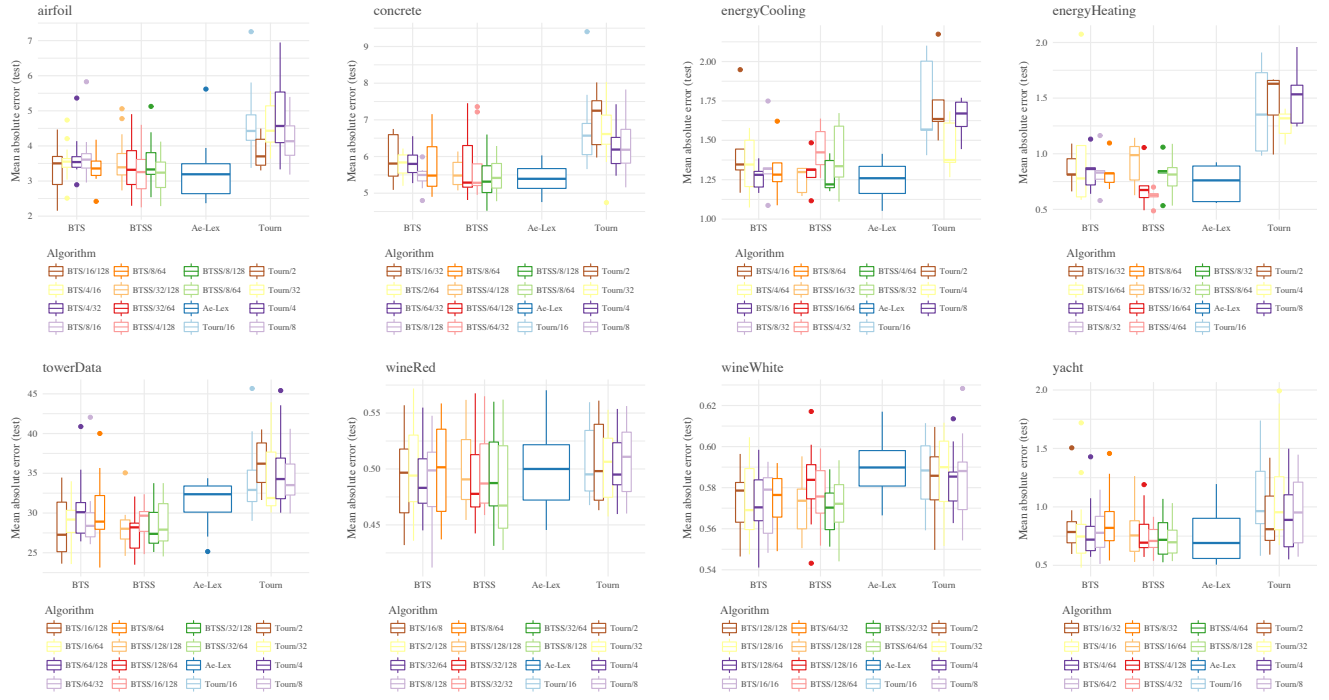 airfoil
concrete
energyCooling
energyHeating
Mean absolute error (test)
7
6
5
4
3
2
BTS
BTSS
Ae-Lex
Tourn
Mean absolute error (test)
9
8
7
6
5
BTS
BTSS
Ae-Lex
Tourn
Mean absolute error (test)
2.00
1.75
1.50
1.25
1.00
BTS
BTSS
Ae-Lex
Tourn
Mean absolute error (test)
2.0
1.5
1.0
0.5
BTS
BTSS
Ae-Lex
Tourn
Algorithm
BTS/16/128 BTS/8/64 BTSS/8/128 Tourn/2
BTS/4/16 BTSS/32/128 BTSS/8/64 Tourn/32
BTS/4/32 BTSS/32/64 Ae-Lex Tourn/4
BTS/8/16 BTSS/4/128 Tourn/16 Tourn/8
Algorithm
BTS/16/32 BTS/8/64 BTSS/8/128 Tourn/2
BTS/2/64 BTSS/4/128 BTSS/8/64 Tourn/32
BTS/64/32 BTSS/64/128 Ae-Lex Tourn/4
BTS/8/128 BTSS/64/32 Tourn/16 Tourn/8
Algorithm
BTS/4/16 BTS/8/64 BTSS/4/64 Tourn/2
BTS/4/64 BTSS/16/32 BTSS/8/32 Tourn/32
BTS/8/16 BTSS/16/64 Ae-Lex Tourn/4
BTS/8/32 BTSS/4/32 Tourn/16
Algorithm
BTS/16/32 BTS/8/64 BTSS/8/32 Tourn/2
BTS/16/64 BTSS/16/32 BTSS/8/64 Tourn/32
BTS/4/64 BTSS/16/64 Ae-Lex Tourn/8
BTS/8/32 BTSS/4/64 Tourn/16
towerData
wineRed
wineWhite
yacht
Mean absolute error (test)
45
40
35
30
25
BTS
BTSS
Ae-Lex
Tourn
Mean absolute error (test)
0.55
0.50
0.45
BTS
BTSS
Ae-Lex
Tourn
Mean absolute error (test)
0.62
0.60
0.58
0.56
0.54
BTS
BTSS
Ae-Lex
Tourn
Mean absolute error (test)
2.0
1.5
1.0
0.5
BTS
BTSS
Ae-Lex
Tourn
Algorithm
BTS/16/128 BTS/8/64 BTSS/32/128 Tourn/2
BTS/16/64 BTSS/128/128 BTSS/32/64 Tourn/32
BTS/64/128 BTSS/128/64 Ae-Lex Tourn/4
BTS/64/32 BTSS/16/128 Tourn/16 Tourn/8
Algorithm
BTS/16/8 BTS/8/64 BTSS/32/64 Tourn/2
BTS/2/128 BTSS/128/128 BTSS/8/128 Tourn/32
BTS/32/64 BTSS/32/128 Ae-Lex Tourn/4
BTS/8/128 BTSS/32/32 Tourn/16 Tourn/8
Algorithm
BTS/128/128 BTS/64/32 BTSS/32/32 Tourn/2
BTS/128/16 BTSS/128/128 BTSS/64/64 Tourn/32
BTS/128/64 BTSS/128/16 Ae-Lex Tourn/4
BTS/16/16 BTSS/128/64 Tourn/16 Tourn/8
Algorithm
BTS/16/32 BTS/8/32 BTSS/4/64 Tourn/2
BTS/4/16 BTSS/16/64 BTSS/8/64 Tourn/32
BTS/4/64 BTSS/4/128 Ae-Lex Tourn/4
BTS/64/2 BTSS/4/32 Tourn/16 Tourn/8